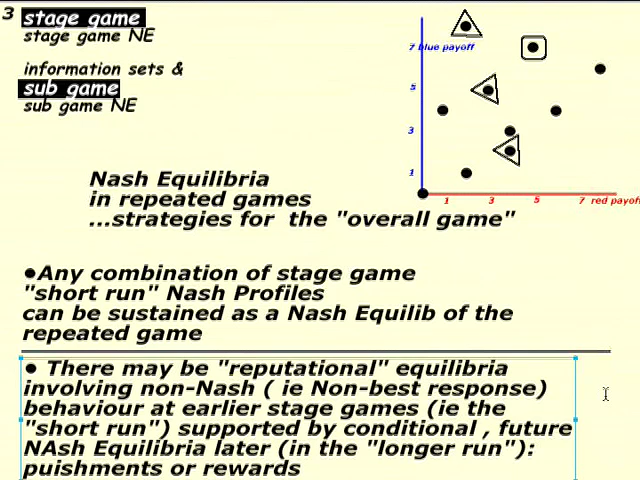 3 stage game
stage game NE
information sets &
sub game
sub game NE
7 blue payoff
5
3
1
1 3 5 7 red payoff
Nash Equilibria
in repeated games
...strategies for the "overall game"
●Any combination of stage game
"short run" Nash Profiles
can be sustained as a Nash Equilib of the
repeated game
● There may be "reputational" equilibria
involving non-Nash ( ie Non-best response)
behaviour at earlier stage games (ie the
"short run") supported by conditional , future
NAsh Equilibria later (in the "longer run"):
puishments or rewards